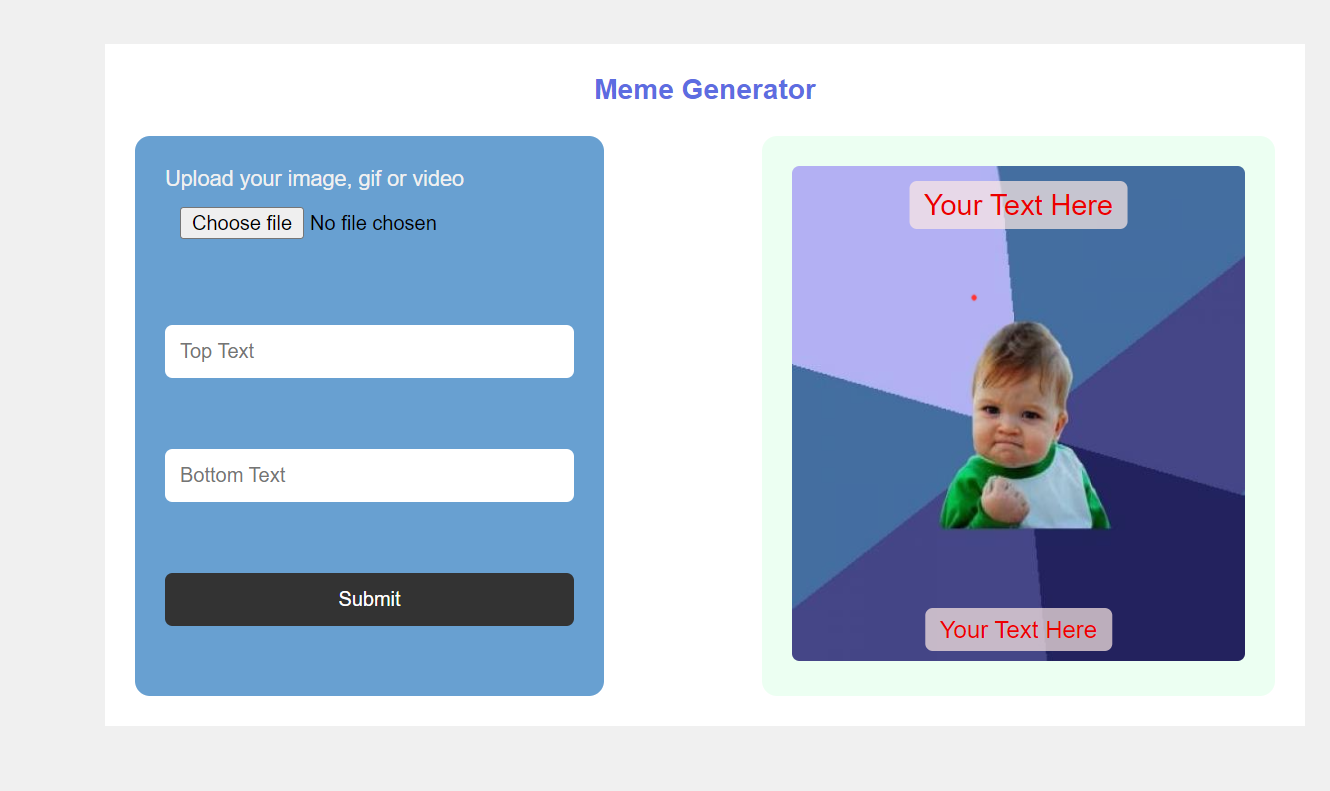 Meme Generator
Upload your image, gif or video
Choose file No file chosen
Top Text
Bottom Text
Submit
Your Text Here
Your Text Here